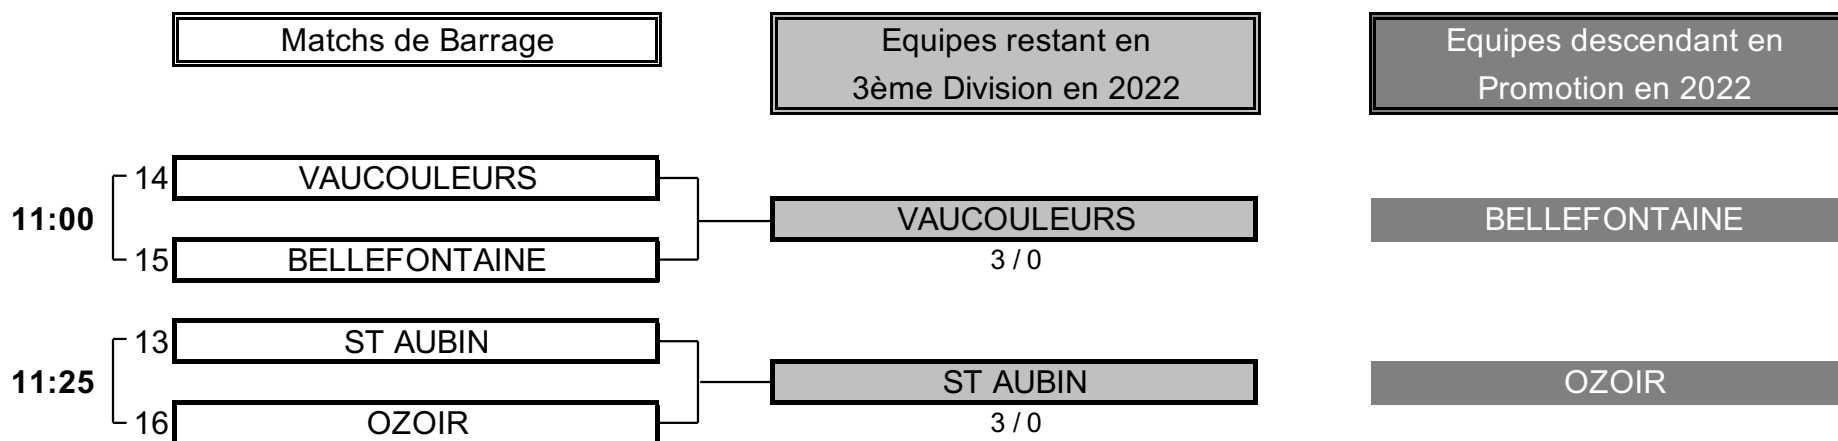 Matchs de Barrage
Equipes restant en
3ème Division en 2022
Equipes descendant en
Promotion en 2022
14 VAUCOULEURS
11:00
VAUCOULEURS
BELLEFONTAINE
15 BELLEFONTAINE
3 / 0
13 ST AUBIN
11:25
ST AUBIN
OZOIR
16 OZOIR
3 / 0